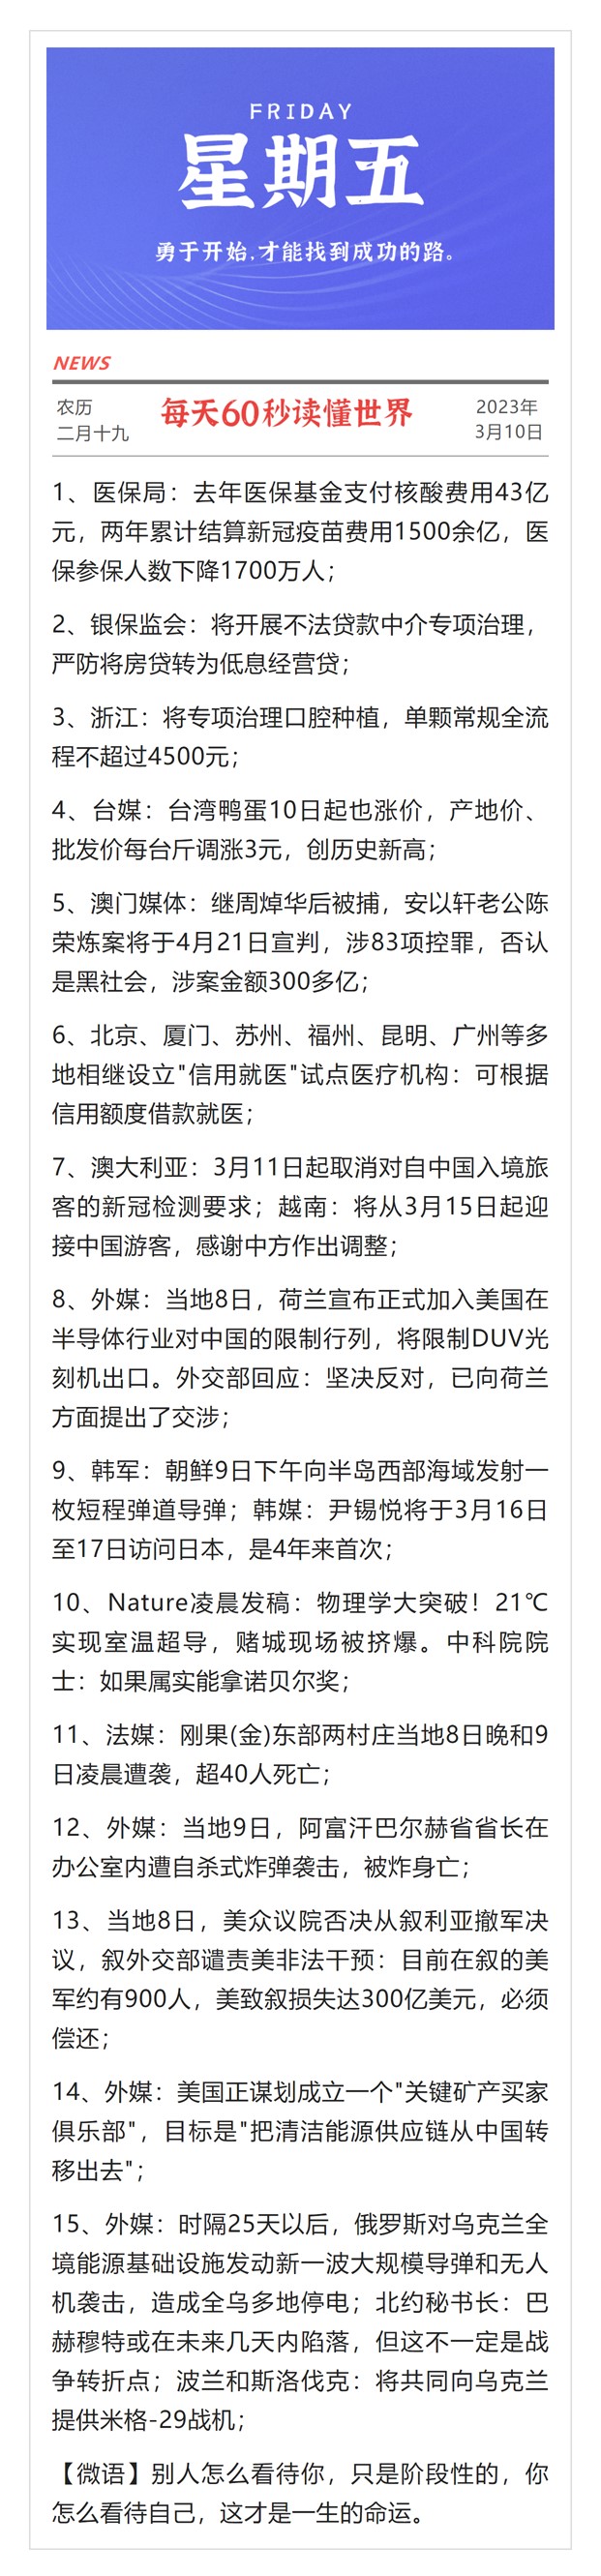 FRIDAY
星期五
勇于开始,才能找到成功的路。
NEWS
农历
二月十九
每天60秒读懂世界
2023年
3月10日
1、医保局：去年医保基金支付核酸费用43亿
元，两年累计结算新冠疫苗费用1500余亿，医
保参保人数下降1700万人；
2、银保监会：将开展不法贷款中介专项治理，
严防将房贷转为低息经营贷；
3、浙江：将专项治理口腔种植，单颗常规全流
程不超过4500元；
4、台媒：台湾鸭蛋10日起也涨价，产地价、
批发价每台斤调涨3元，创历史新高；
5、澳门媒体：继周焯华后被捕，安以轩老公陈
荣炼案将于4月21日宣判，涉83项控罪，否认
是黑社会，涉案金额300多亿；
6、北京、厦门、苏州、福州、昆明、广州等多
地相继设立"信用就医"试点医疗机构：可根据
信用额度借款就医；
7、澳大利亚：3月11日起取消对自中国入境旅
客的新冠检测要求；越南：将从3月15日起迎
接中国游客，感谢中方作出调整；
8、外媒：当地8日，荷兰宣布正式加入美国在
半导体行业对中国的限制行列，将限制DUV光
刻机出口。外交部回应：坚决反对，已向荷兰
方面提出了交涉；
9、韩军：朝鲜9日下午向半岛西部海域发射一
枚短程弹道导弹；韩媒：尹锡悦将于3月16日
至17日访问日本，是4年来首次；
10、Nature凌晨发稿：物理学大突破！21℃
实现室温超导，赌城现场被挤爆。中科院院
士：如果属实能拿诺贝尔奖；
11、法媒：刚果(金)东部两村庄当地8日晚和9
日凌晨遭袭，超40人死亡；
12、外媒：当地9日，阿富汗巴尔赫省省长在
办公室内遭自杀式炸弹袭击，被炸身亡；
13、当地8日，美众议院否决从叙利亚撤军决
议，叙外交部谴责美非法干预：目前在叙的美
军约有900人，美致叙损失达300亿美元，必须
偿还；
14、外媒：美国正谋划成立一个"关键矿产买家
俱乐部"，目标是"把清洁能源供应链从中国转
移出去"；
15、外媒：时隔25天以后，俄罗斯对乌克兰全
境能源基础设施发动新一波大规模导弹和无人
机袭击，造成全乌多地停电；北约秘书长：巴
赫穆特或在未来几天内陷落，但这不一定是战
争转折点；波兰和斯洛伐克：将共同向乌克兰
提供米格-29战机；
【微语】别人怎么看待你，只是阶段性的，你
怎么看待自己，这才是一生的命运。